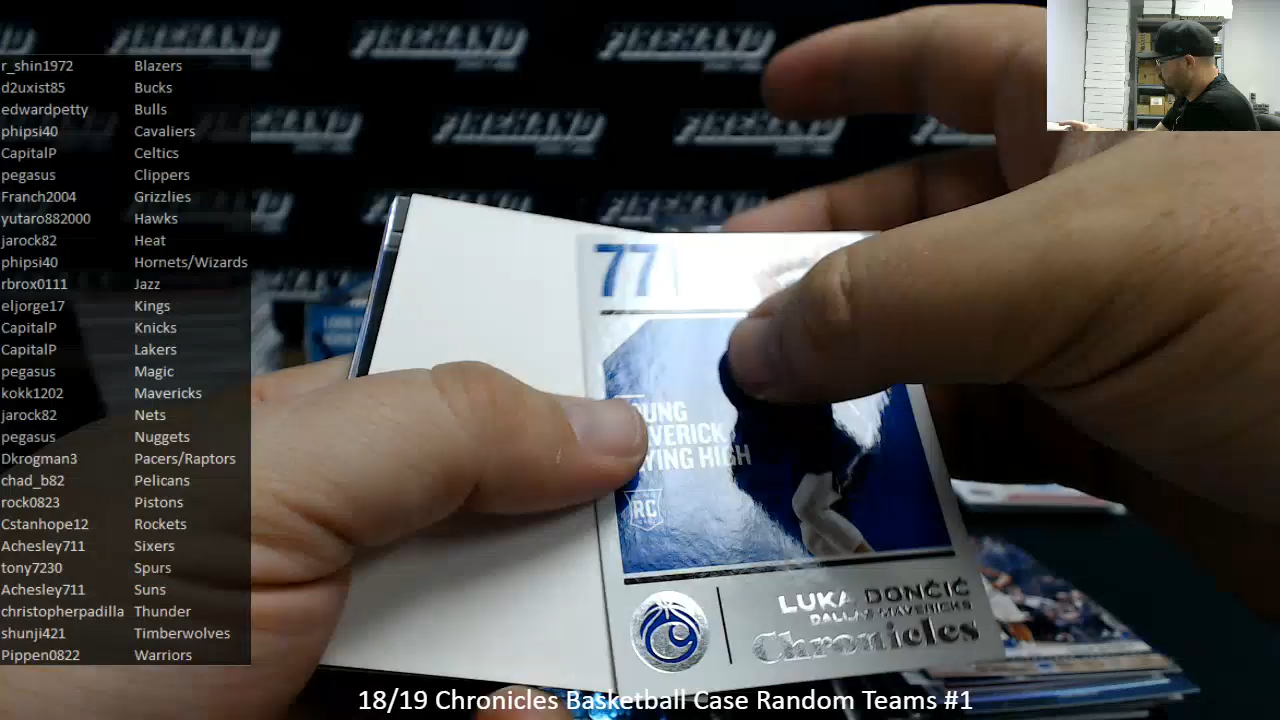 r_shin1972 Blazers
d2uxist85 Bucks
edwardpetty Bulls
phipsi40 Cavaliers
CapitalP Celtics
pegasus Clippers
Franch2004 Grizzlies
yutaro882000 Hawks
jarock82 Heat
phipsi40 Hornets/Wizards
rbrox0111 Jazz
eljorge17 Kings
CapitalP Knicks
CapitalP Lakers
pegasus Magic
kokk1202 Mavericks
jarock82 Nets
pegasus Nuggets
Dkrogman3 Pacers/Raptors
chad_b82 Pelicans
rock0823 Pistons
Cstanhope12 Rockets
Achesley711 Sixers
tony7230 Spurs
Achesley711 Suns
christopherpadilla Thunder
shunji421 Timberwolves
Pippen0822 Warriors
77
HIGH
RC
LUKA DONČIĆ
DALLAS MAVERICKS
Chronicles
18/19 Chronicles Basketball Case Random Teams #1